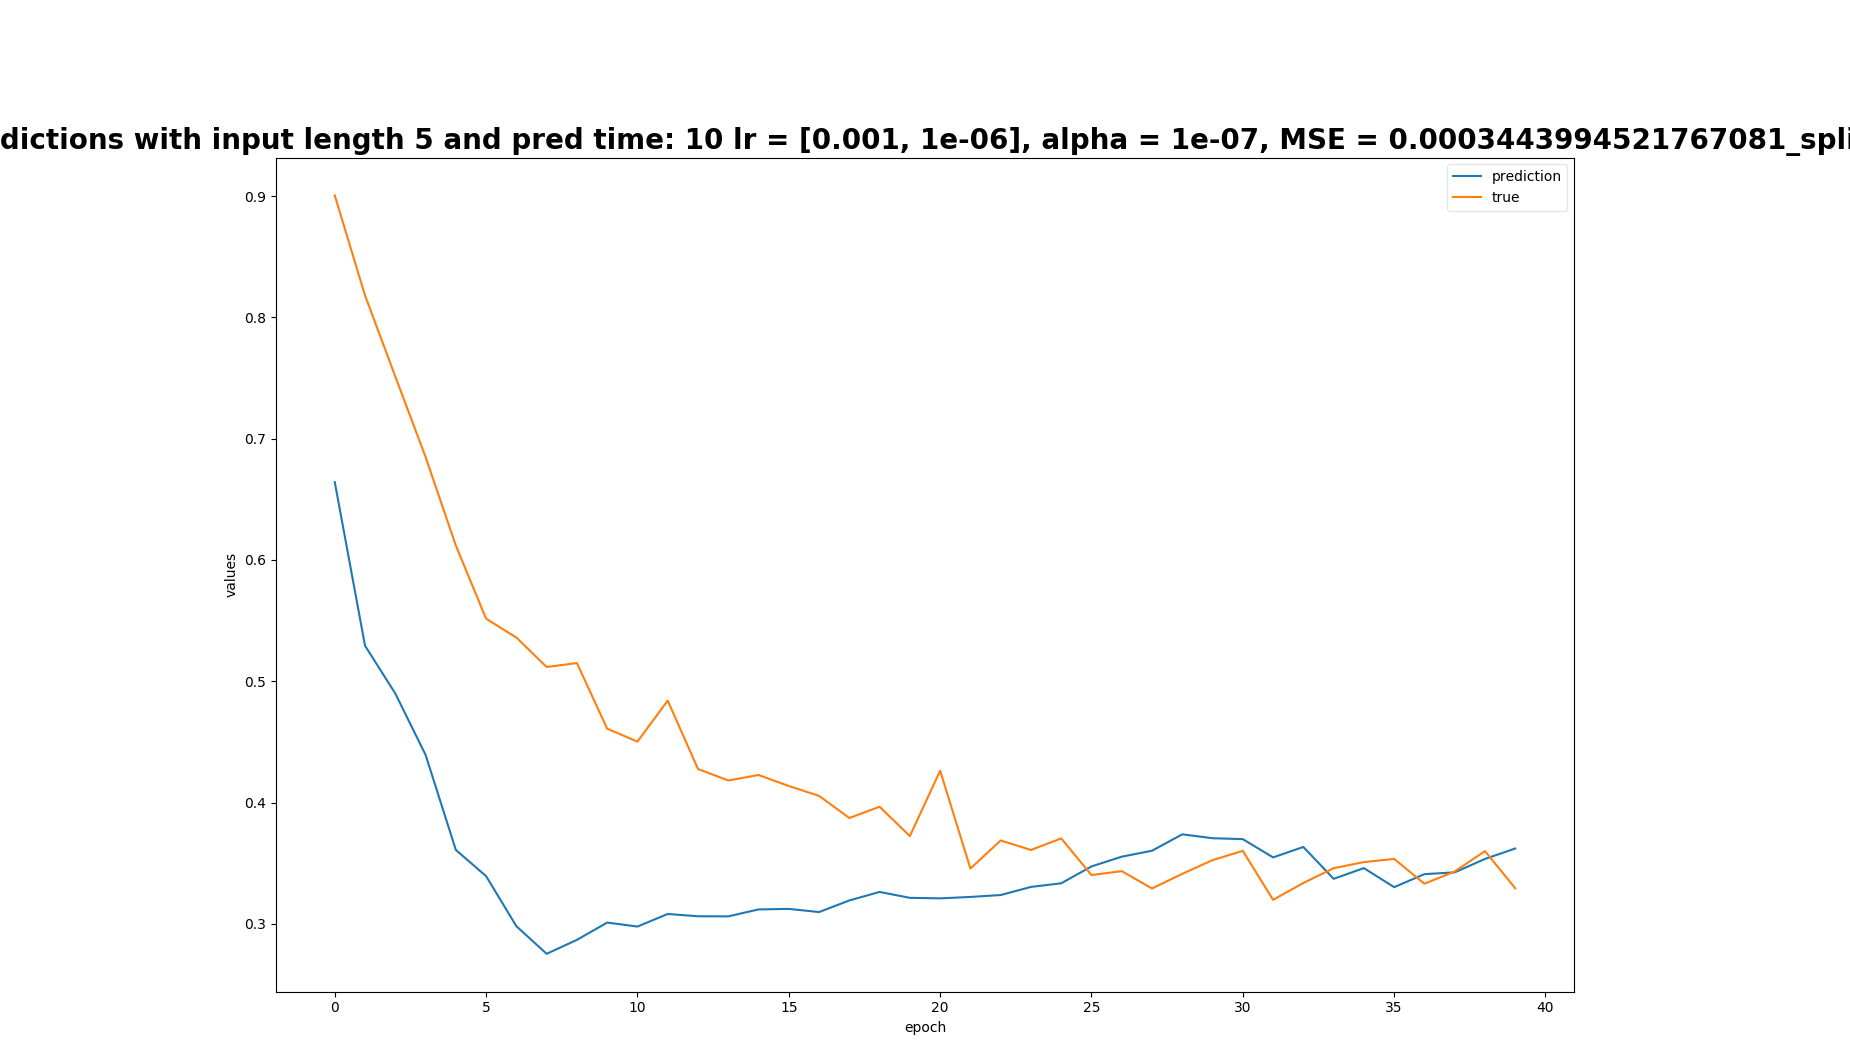 dictions with input length 5 and pred time: 10 lr = [0.001, 1e-06], alpha = 1e-07, MSE = 0.0003443994521767081_spli
prediction
true
0.9
0.8
0.7
0.6
0.5
0.4
0.3
values
0 5 10 15 20 25 30 35 40
epoch